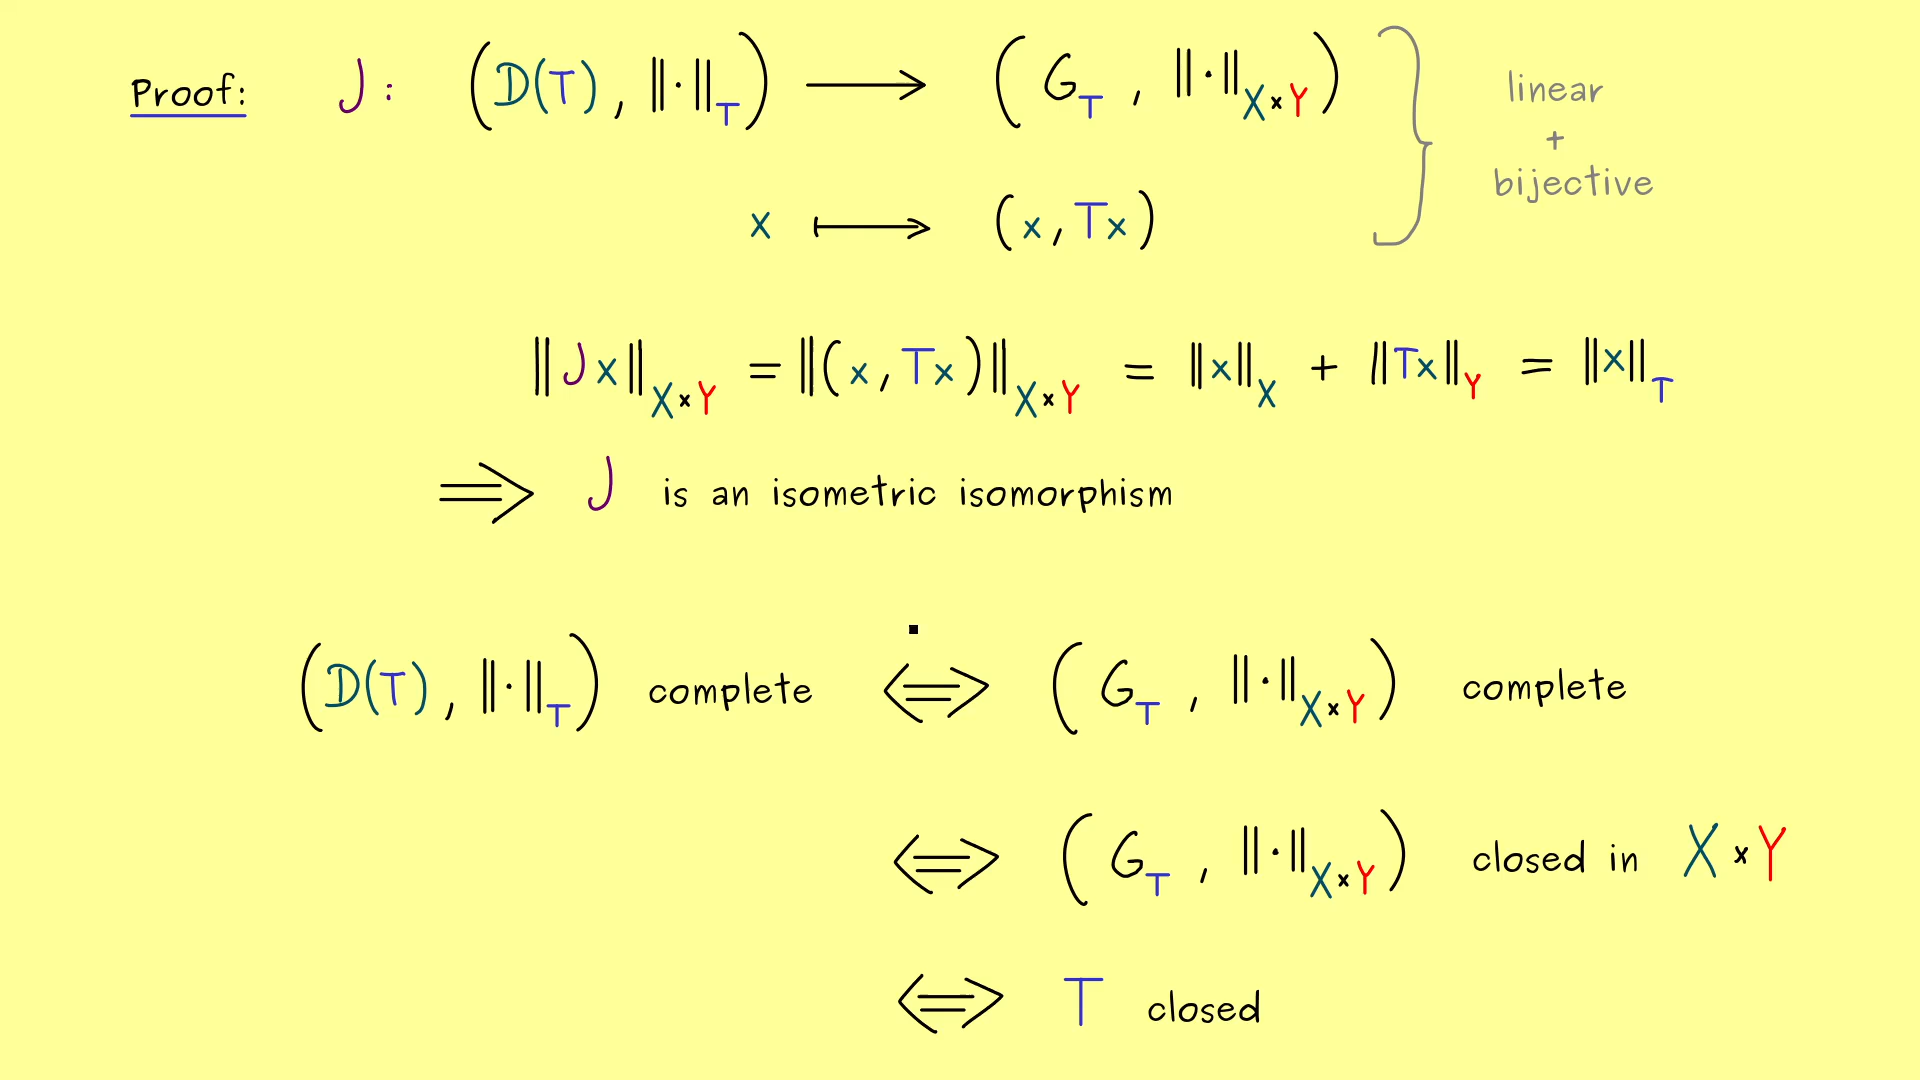 Proof: J : (D(T), ‖·‖_T) ⟶ (G_T, ‖·‖_{X×Y}) } linear + bijective
x ⟼ (x, Tx)
‖Jx‖_{X×Y} = ‖(x, Tx)‖_{X×Y} = ‖x‖_X + ‖Tx‖_Y = ‖x‖_T
⟹ J is an isometric isomorphism
(D(T), ‖·‖_T) complete ⟺ (G_T, ‖·‖_{X×Y}) complete
⟺ (G_T, ‖·‖_{X×Y}) closed in X×Y
⟺ T closed